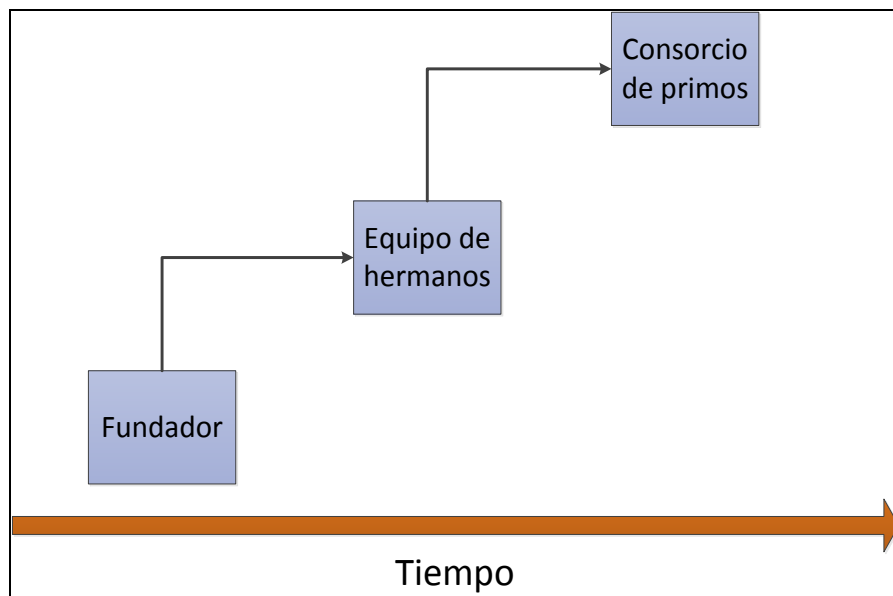 Consorcio
de primos
Equipo de
hermanos
Fundador
Tiempo